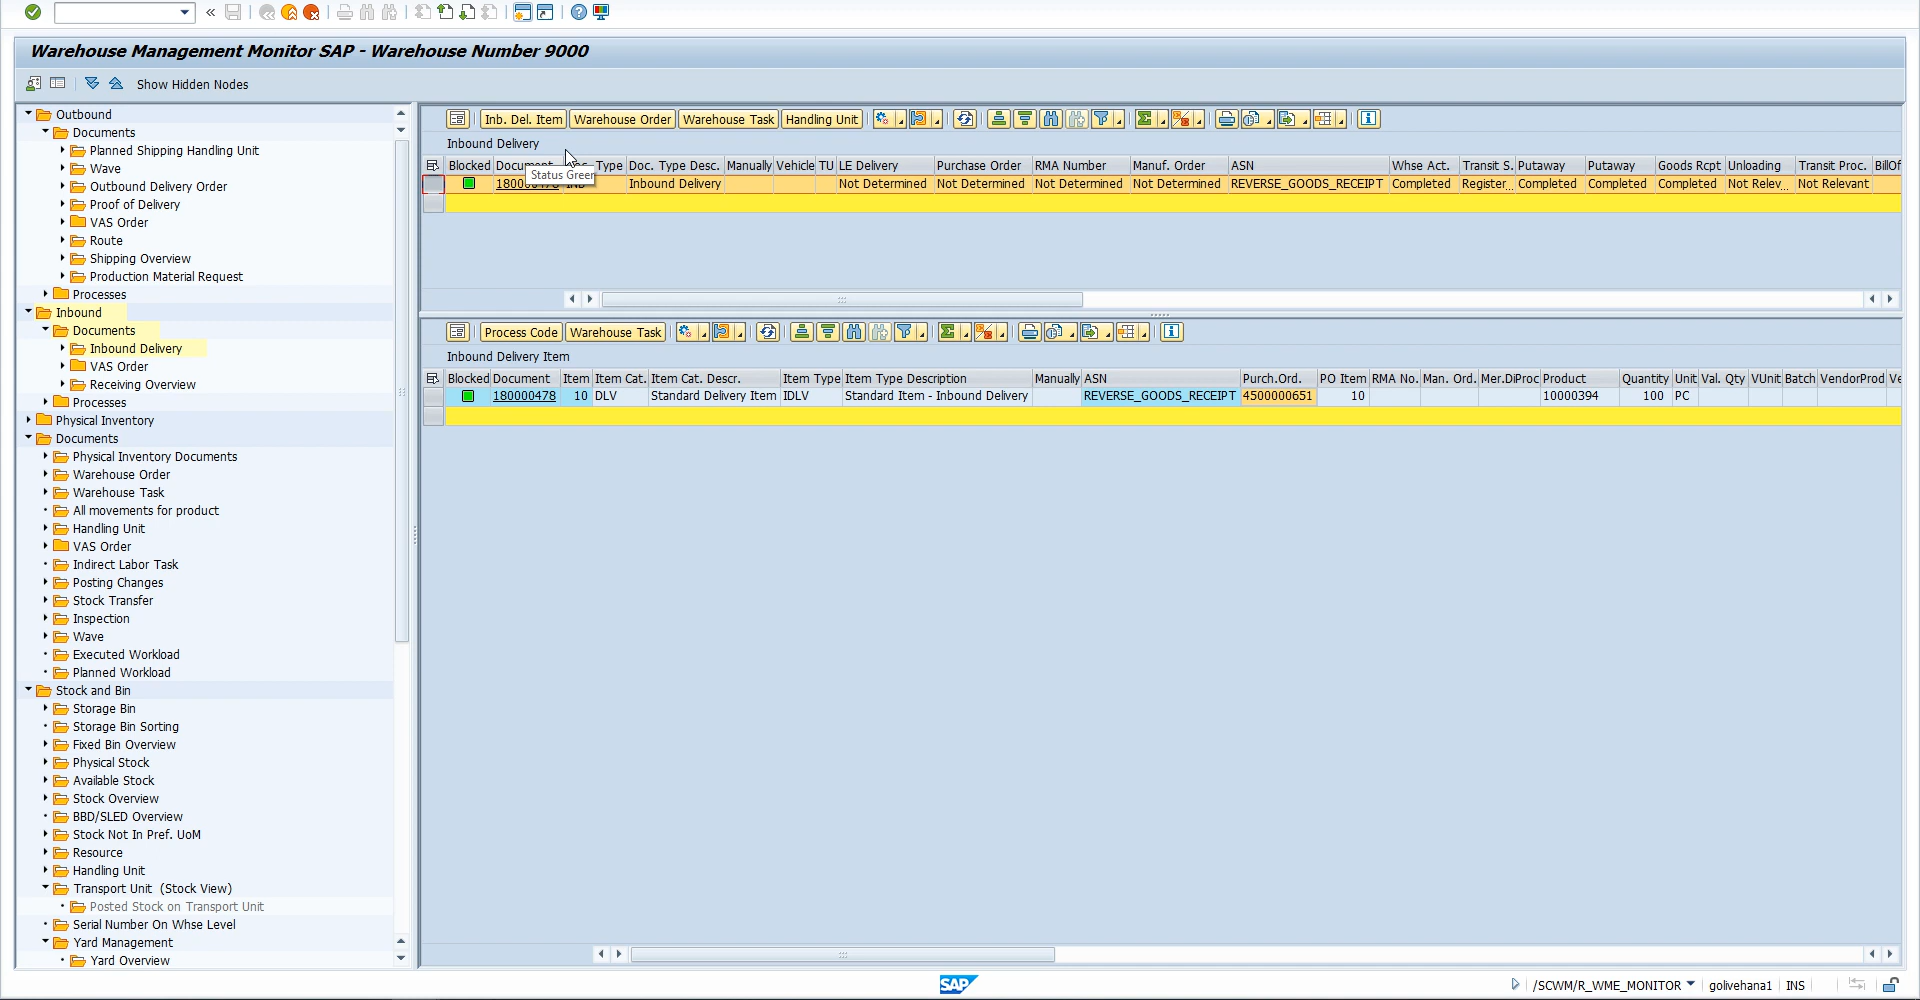 Warehouse Management Monitor SAP - Warehouse Number 9000
Show Hidden Nodes
Outbound
Documents
Planned Shipping Handling Unit
Wave
Outbound Delivery Order
Proof of Delivery
VAS Order
Route
Shipping Overview
Production Material Request
Processes
Inbound
Documents
Inbound Delivery
VAS Order
Receiving Overview
Processes
Physical Inventory
Documents
Physical Inventory Documents
Warehouse Order
Warehouse Task
All movements for product
Handling Unit
VAS Order
Indirect Labor Task
Posting Changes
Stock Transfer
Inspection
Wave
Executed Workload
Planned Workload
Stock and Bin
Storage Bin
Storage Bin Sorting
Fixed Bin Overview
Physical Stock
Available Stock
Stock Overview
BBD/SLED Overview
Stock Not In Pref. UoM
Resource
Handling Unit
Transport Unit (Stock View)
Posted Stock on Transport Unit
Serial Number On Whse Level
Yard Management
Yard Overview
Inb. Del. Item Warehouse Order Warehouse Task Handling Unit
Inbound Delivery
Blocked Type Doc. Type Desc. Manually Vehicle TU LE Delivery Purchase Order RMA Number Manuf. Order ASN Whse Act. Transit S. Putaway Putaway Goods Rcpt Unloading Transit Proc. BillOf
Status Green
Inbound Delivery Not Determined Not Determined Not Determined Not Determined REVERSE_GOODS_RECEIPT Completed Register... Completed Completed Completed Not Relev... Not Relevant
Process Code Warehouse Task
Inbound Delivery Item
Blocked Document Item Item Cat. Item Cat. Descr. Item Type Item Type Description Manually ASN Purch.Ord. PO Item RMA No. Man. Ord. Mer.DiProc Product Quantity Unit Val. Qty VUnit Batch VendorProd Ve
180000478 10 DLV Standard Delivery Item IDLV Standard Item - Inbound Delivery REVERSE_GOODS_RECEIPT 4500000651 10 10000394 100 PC
SAP
/SCWM/R_WME_MONITOR golivehana1 INS